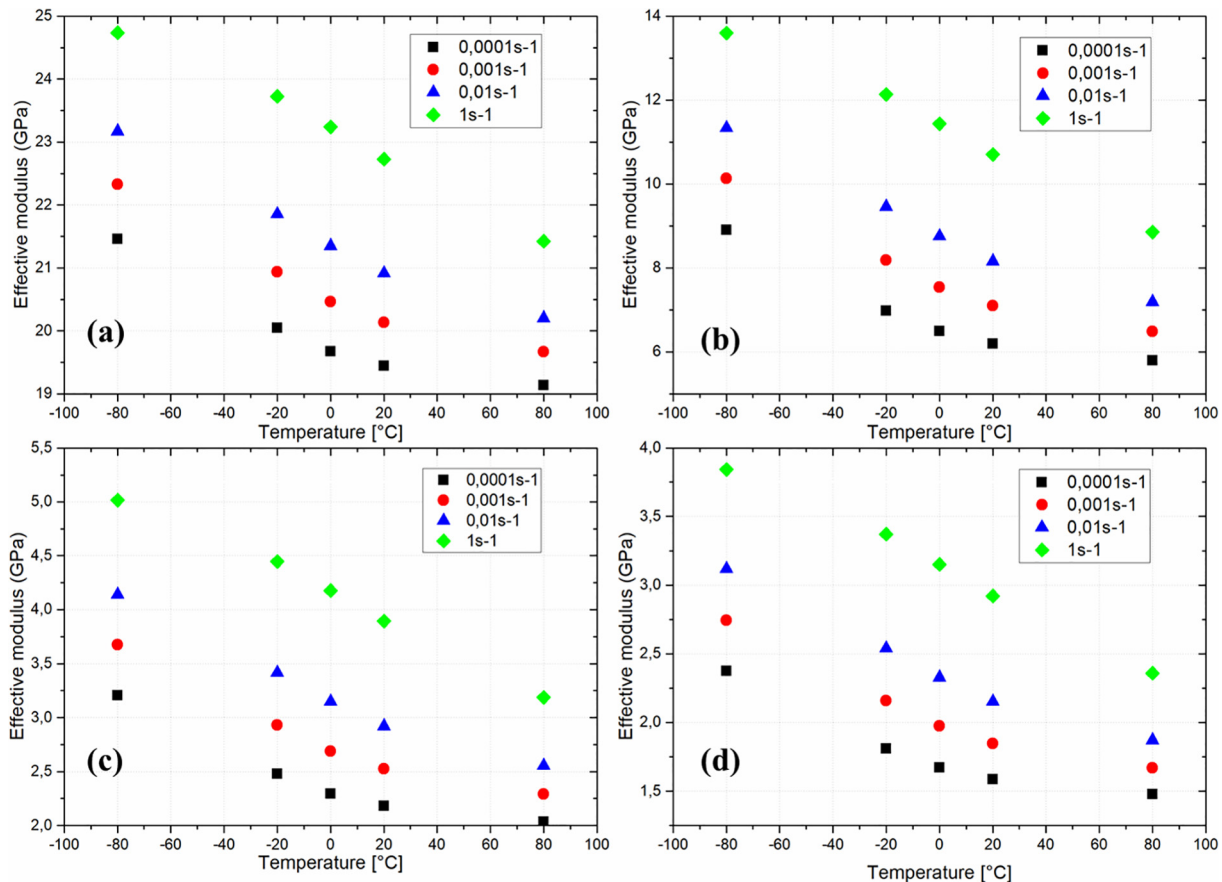 25
24
23
22
21
20
19
Effective modulus (GPa)
0,0001s-1
0,001s-1
0,01s-1
1s-1
(a)
-100 -80 -60 -40 -20 0 20 40 60 80 100
Temperature [°C]
14
12
10
8
6
Effective modulus (GPa)
0,0001s-1
0,001s-1
0,01s-1
1s-1
(b)
-100 -80 -60 -40 -20 0 20 40 60 80 100
Temperature [°C]
5,5
5,0
4,5
4,0
3,5
3,0
2,5
2,0
Effective modulus (GPa)
0,0001s-1
0,001s-1
0,01s-1
1s-1
(c)
-100 -80 -60 -40 -20 0 20 40 60 80 100
Temperature [°C]
4,0
3,5
3,0
2,5
2,0
1,5
Effective modulus (GPa)
0,0001s-1
0,001s-1
0,01s-1
1s-1
(d)
-100 -80 -60 -40 -20 0 20 40 60 80 100
Temperature [°C]